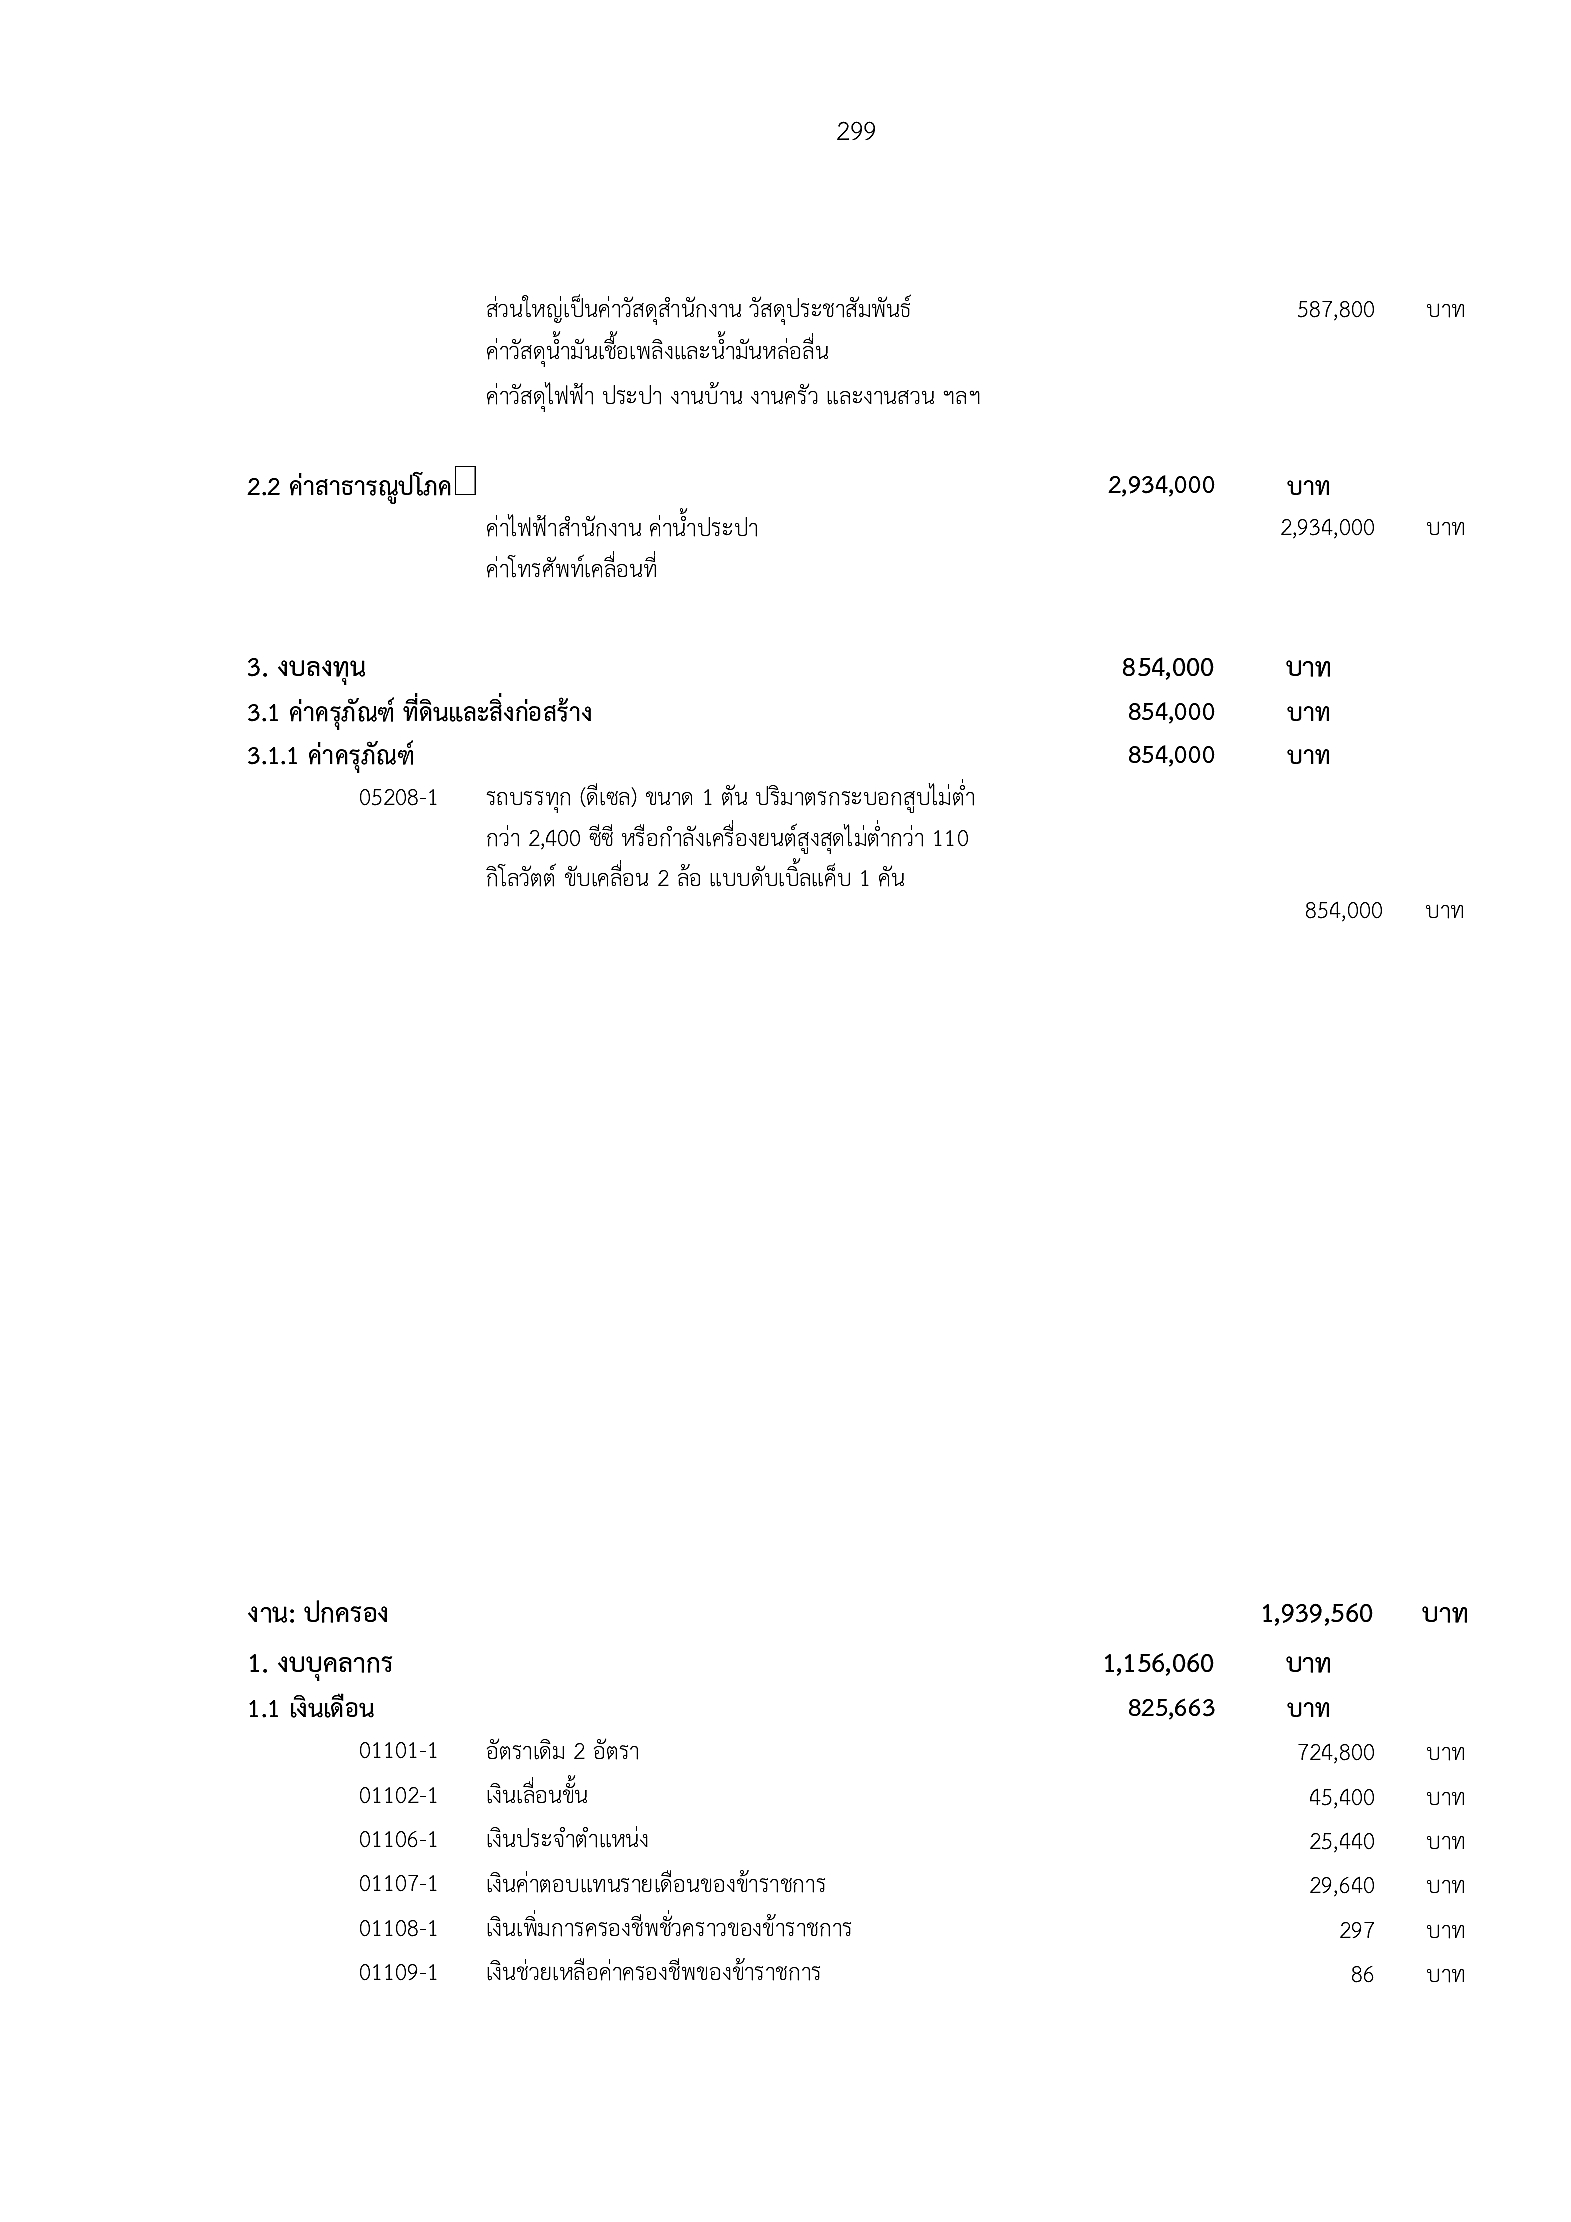 299
ส่วนใหญ่เป็นค่าวัสดุสำนักงาน วัสดุประชาสัมพันธ์ 587,800 บาท
ค่าวัสดุน้ำมันเชื้อเพลิงและน้ำมันหล่อลื่น
ค่าวัสดุไฟฟ้า ประปา งานบ้าน งานครัว และงานสวน ฯลฯ
2.2 ค่าสาธารณูปโภค 2,934,000 บาท
ค่าไฟฟ้าสำนักงาน ค่าน้ำประปา 2,934,000 บาท
ค่าโทรศัพท์เคลื่อนที่
3. งบลงทุน 854,000 บาท
3.1 ค่าครุภัณฑ์ ที่ดินและสิ่งก่อสร้าง 854,000 บาท
3.1.1 ค่าครุภัณฑ์ 854,000 บาท
05208-1 รถบรรทุก (ดีเซล) ขนาด 1 ตัน ปริมาตรกระบอกสูบไม่ต่ำ
กว่า 2,400 ซีซี หรือกำลังเครื่องยนต์สูงสุดไม่ต่ำกว่า 110
กิโลวัตต์ ขับเคลื่อน 2 ล้อ แบบดับเบิ้ลแค็บ 1 คัน
854,000 บาท
งาน: ปกครอง 1,939,560 บาท
1. งบบุคลากร 1,156,060 บาท
1.1 เงินเดือน 825,663 บาท
01101-1 อัตราเดิม 2 อัตรา 724,800 บาท
01102-1 เงินเลื่อนขั้น 45,400 บาท
01106-1 เงินประจำตำแหน่ง 25,440 บาท
01107-1 เงินค่าตอบแทนรายเดือนของข้าราชการ 29,640 บาท
01108-1 เงินเพิ่มการครองชีพชั่วคราวของข้าราชการ 297 บาท
01109-1 เงินช่วยเหลือค่าครองชีพของข้าราชการ 86 บาท